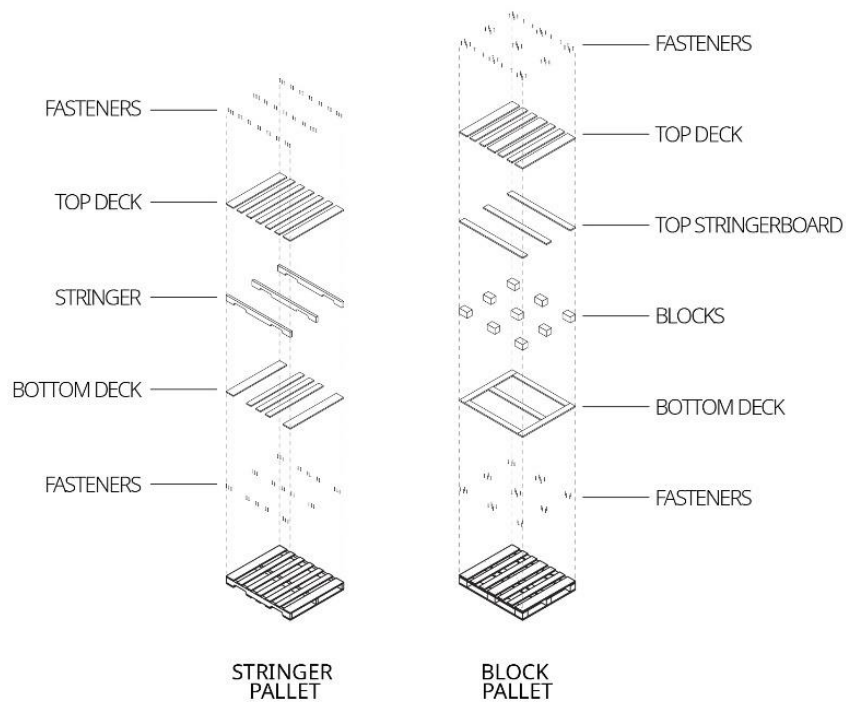 FASTENERS
TOP DECK
STRINGER
BOTTOM DECK
FASTENERS
STRINGER
PALLET
FASTENERS
TOP DECK
TOP STRINGERBOARD
BLOCKS
BOTTOM DECK
FASTENERS
BLOCK
PALLET